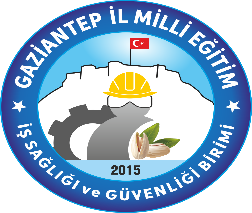 GAZİANTEP İL MİLLİ EĞİTİM
2015
İŞ SAĞLIĞI ve GÜVENLİĞİ BİRİMİ